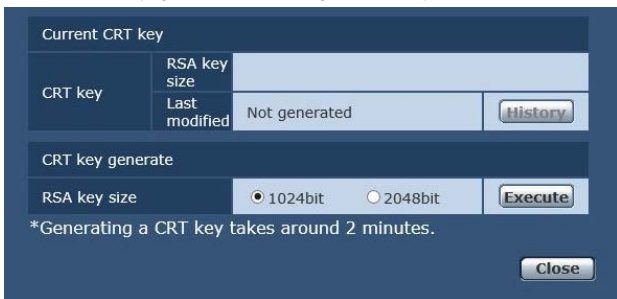 Current CRT key
CRT key
RSA key
size
Last
modified
Not generated
History
CRT key generate
RSA key size
1024bit
2048bit
Execute
*Generating a CRT key takes around 2 minutes.
Close